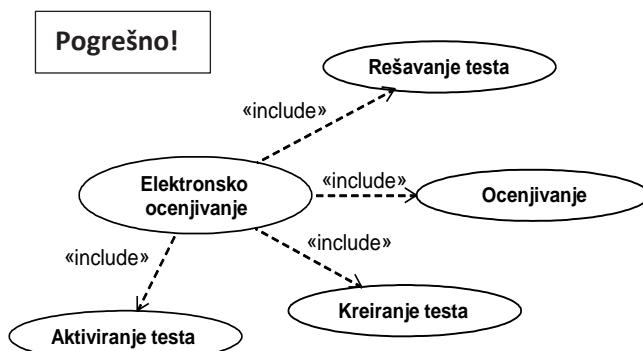 Pogrešno!
Rešavanje testa
«include»
Elektronsko
ocenjivanje
«include»
Ocenjivanje
«include»
«include»
Kreiranje testa
Aktiviranje testa